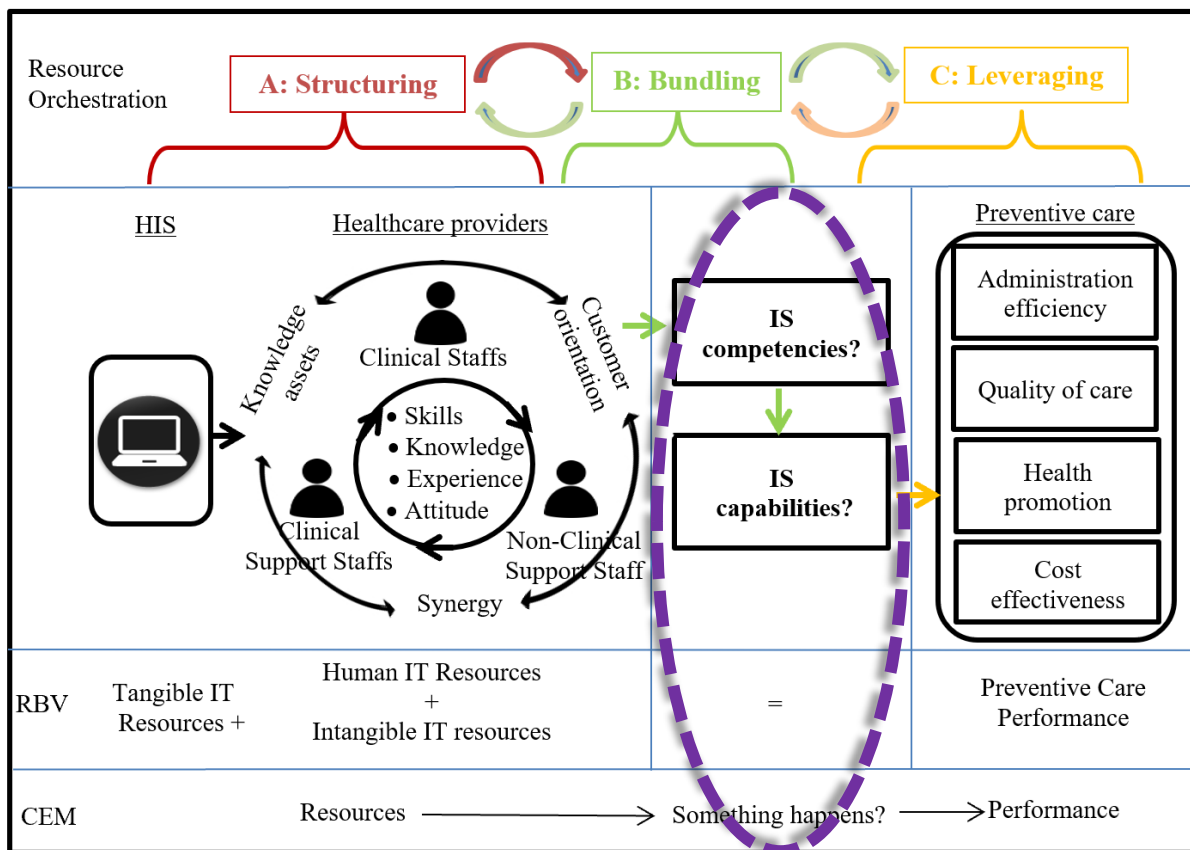 Resource
Orchestration
A: Structuring
B: Bundling
C: Leveraging
HIS
Healthcare providers
Preventive care
Knowledge
assets
Customer
orientation
Clinical Staffs
• Skills
• Knowledge
• Experience
• Attitude
Clinical
Support Staffs
Non-Clinical
Support Staff
Synergy
IS
competencies?
IS
capabilities?
Administration
efficiency
Quality of care
Health
promotion
Cost
effectiveness
RBV
Tangible IT
Resources +
Human IT Resources
+
Intangible IT resources
=
Preventive Care
Performance
CEM
Resources
Something happens?
Performance